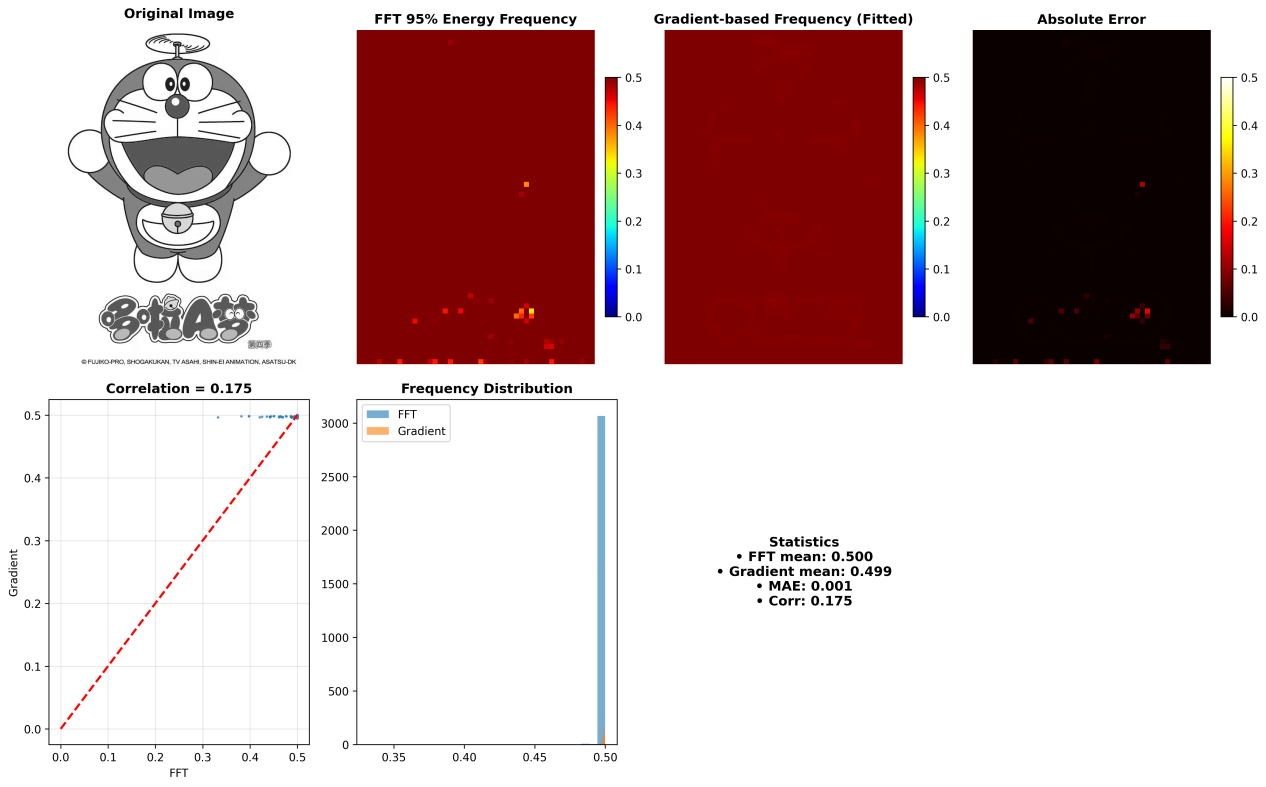 Original Image
FFT 95% Energy Frequency
Gradient-based Frequency (Fitted)
Absolute Error
0.5
0.4
0.3
0.2
0.1
0.0
0.5
0.4
0.3
0.2
0.1
0.0
0.5
0.4
0.3
0.2
0.1
0.0
第四季
© FUJIKO-PRO, SHOGAKUKAN, TV ASAHI, SHIN-EI ANIMATION, ASATSU-DK
Correlation = 0.175
0.5
0.4
0.3
0.2
0.1
0.0
Gradient
0.0 0.1 0.2 0.3 0.4 0.5
FFT
Frequency Distribution
FFT
Gradient
3000
2500
2000
1500
1000
500
0
0.35 0.40 0.45 0.50
Statistics
• FFT mean: 0.500
• Gradient mean: 0.499
• MAE: 0.001
• Corr: 0.175